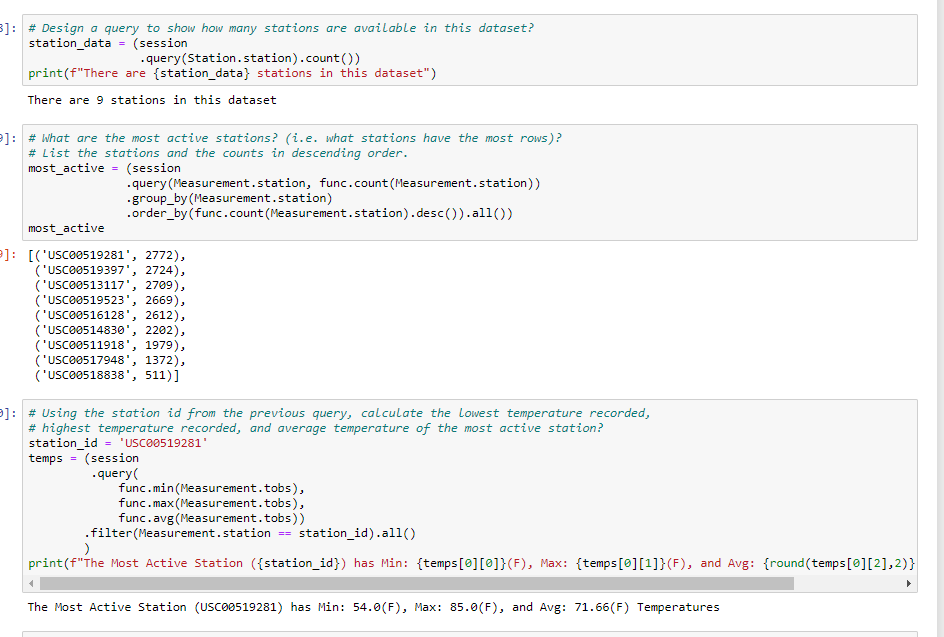 ]: # Design a query to show how many stations are available in this dataset?
station_data = (session
.query(Station.station).count())
print(f"There are {station_data} stations in this dataset")
There are 9 stations in this dataset
]: # What are the most active stations? (i.e. what stations have the most rows)?
# List the stations and the counts in descending order.
most_active = (session
.query(Measurement.station, func.count(Measurement.station))
.group_by(Measurement.station)
.order_by(func.count(Measurement.station).desc()).all())
most_active
]: [('USC00519281', 2772),
('USC00519397', 2724),
('USC00513117', 2709),
('USC00519523', 2669),
('USC00516128', 2612),
('USC00514830', 2202),
('USC00511918', 1979),
('USC00517948', 1372),
('USC00518838', 511)]
]: # Using the station id from the previous query, calculate the lowest temperature recorded,
# highest temperature recorded, and average temperature of the most active station?
station_id = 'USC00519281'
temps = (session
.query(
func.min(Measurement.tobs),
func.max(Measurement.tobs),
func.avg(Measurement.tobs))
.filter(Measurement.station == station_id).all()
)
print(f"The Most Active Station ({station_id}) has Min: {temps[0][0]}(F), Max: {temps[0][1]}(F), and Avg: {round(temps[0][2],2)}
The Most Active Station (USC00519281) has Min: 54.0(F), Max: 85.0(F), and Avg: 71.66(F) Temperatures